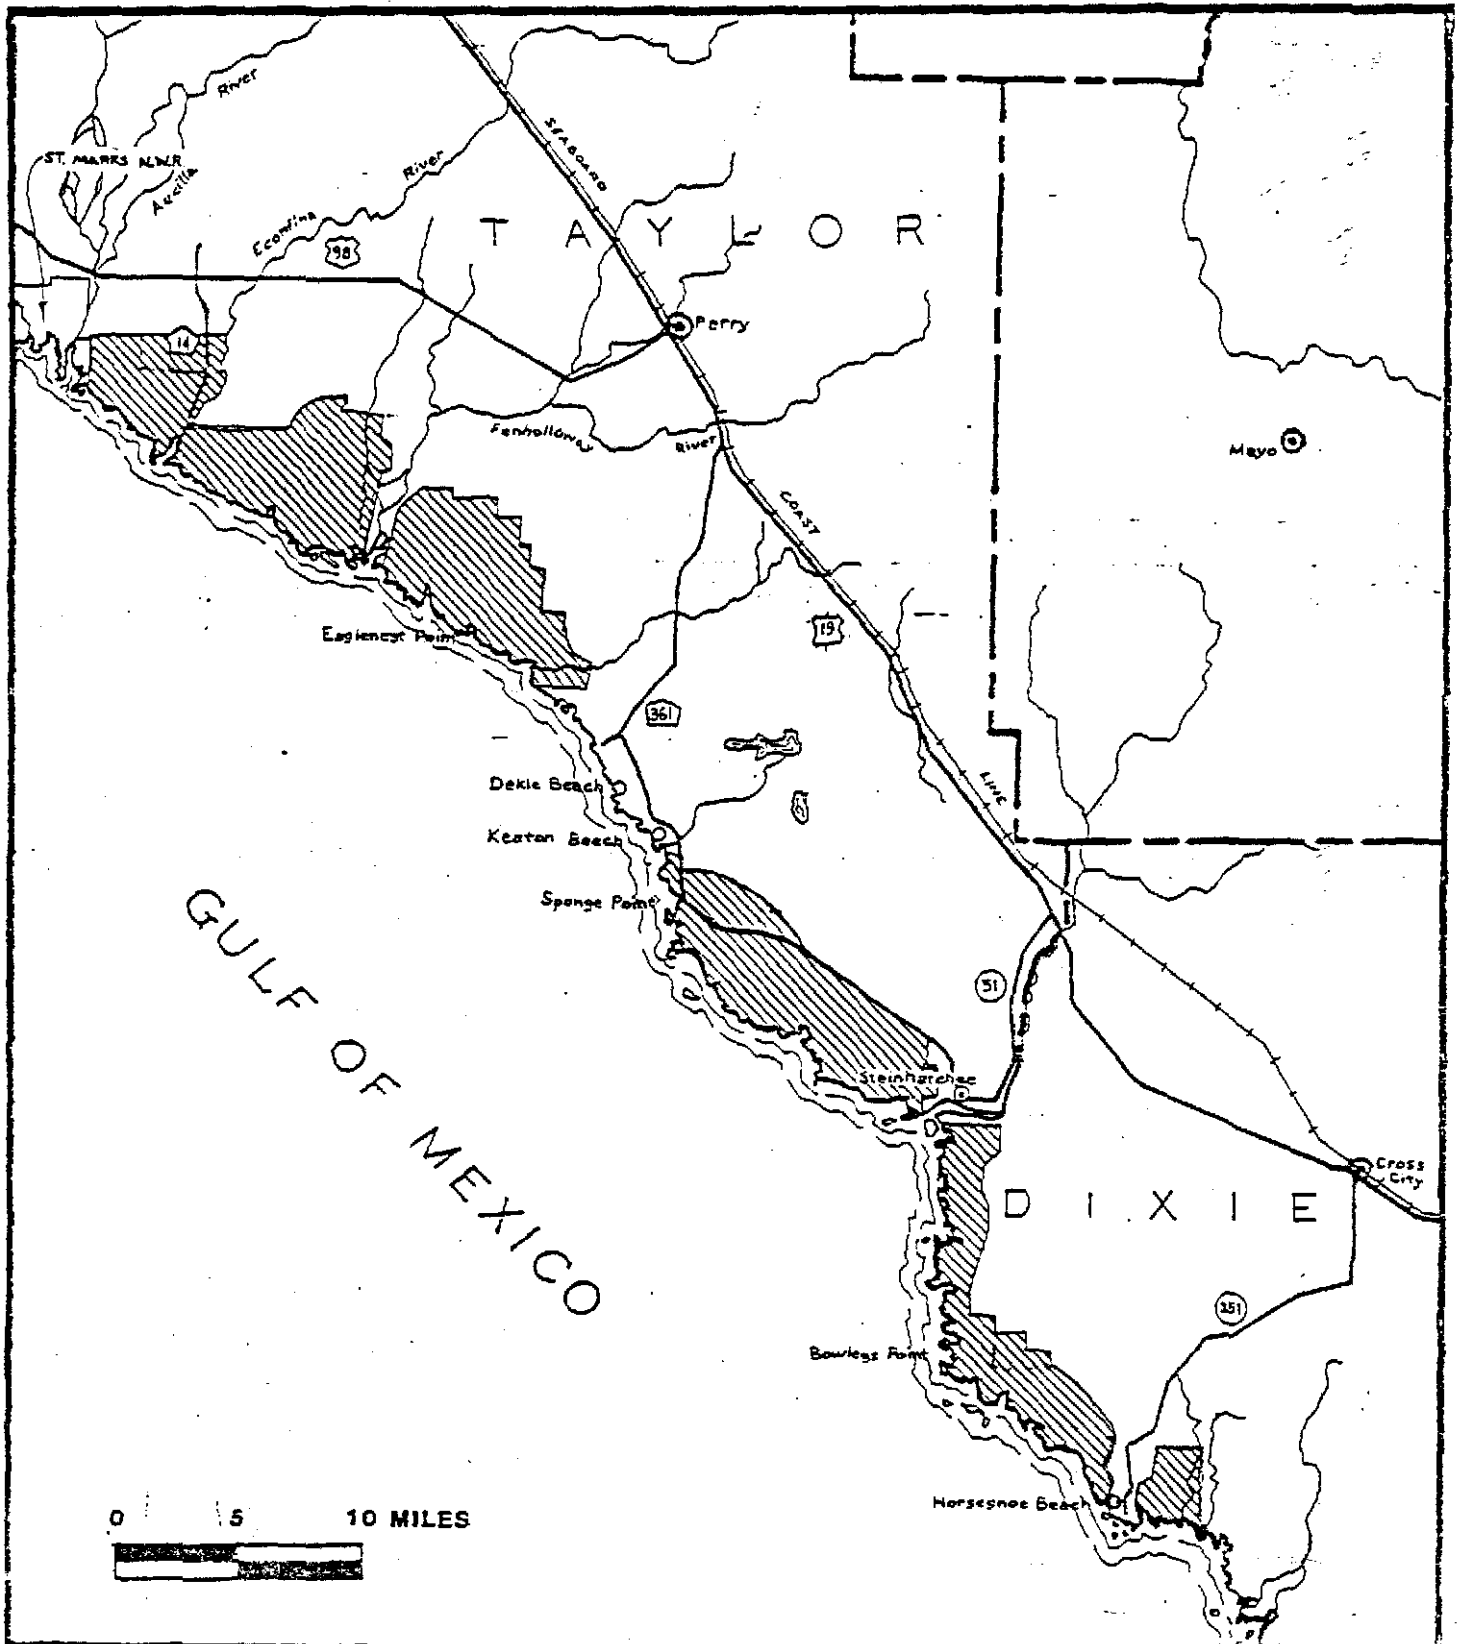 River
SEABOARD
ST. MARKS N.W.R.
River
Aucilla
Econfina
98
TAYLOR
Perry
14
Fenholloway
River
Mayo
COAST
19
Eaglenest Point
361
Dekle Beach
LINE
Keaton Beach
Sponge Point
GULF OF MEXICO
51
Steinhatchee
Cross
City
DIXIE
351
Bowlegs Point
Horseshoe Beach
0 5 10 MILES